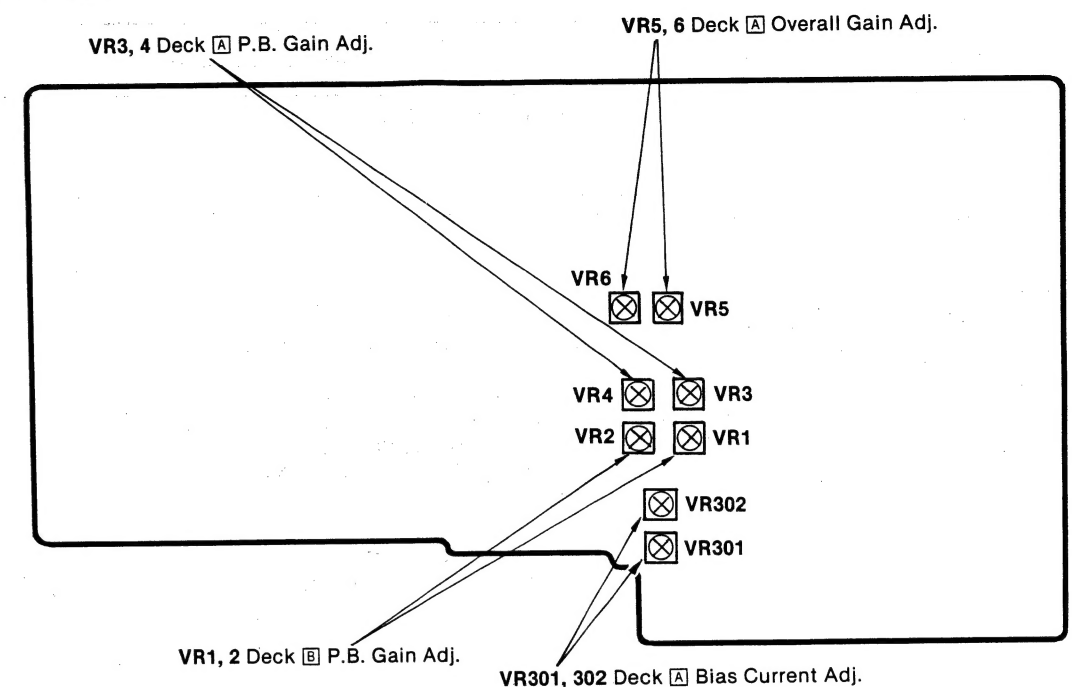 VR5, 6 Deck A Overall Gain Adj.
VR3, 4 Deck A P.B. Gain Adj.
VR6
VR5
VR4
VR3
VR2
VR1
VR302
VR301
VR1, 2 Deck B P.B. Gain Adj.
VR301, 302 Deck A Bias Current Adj.